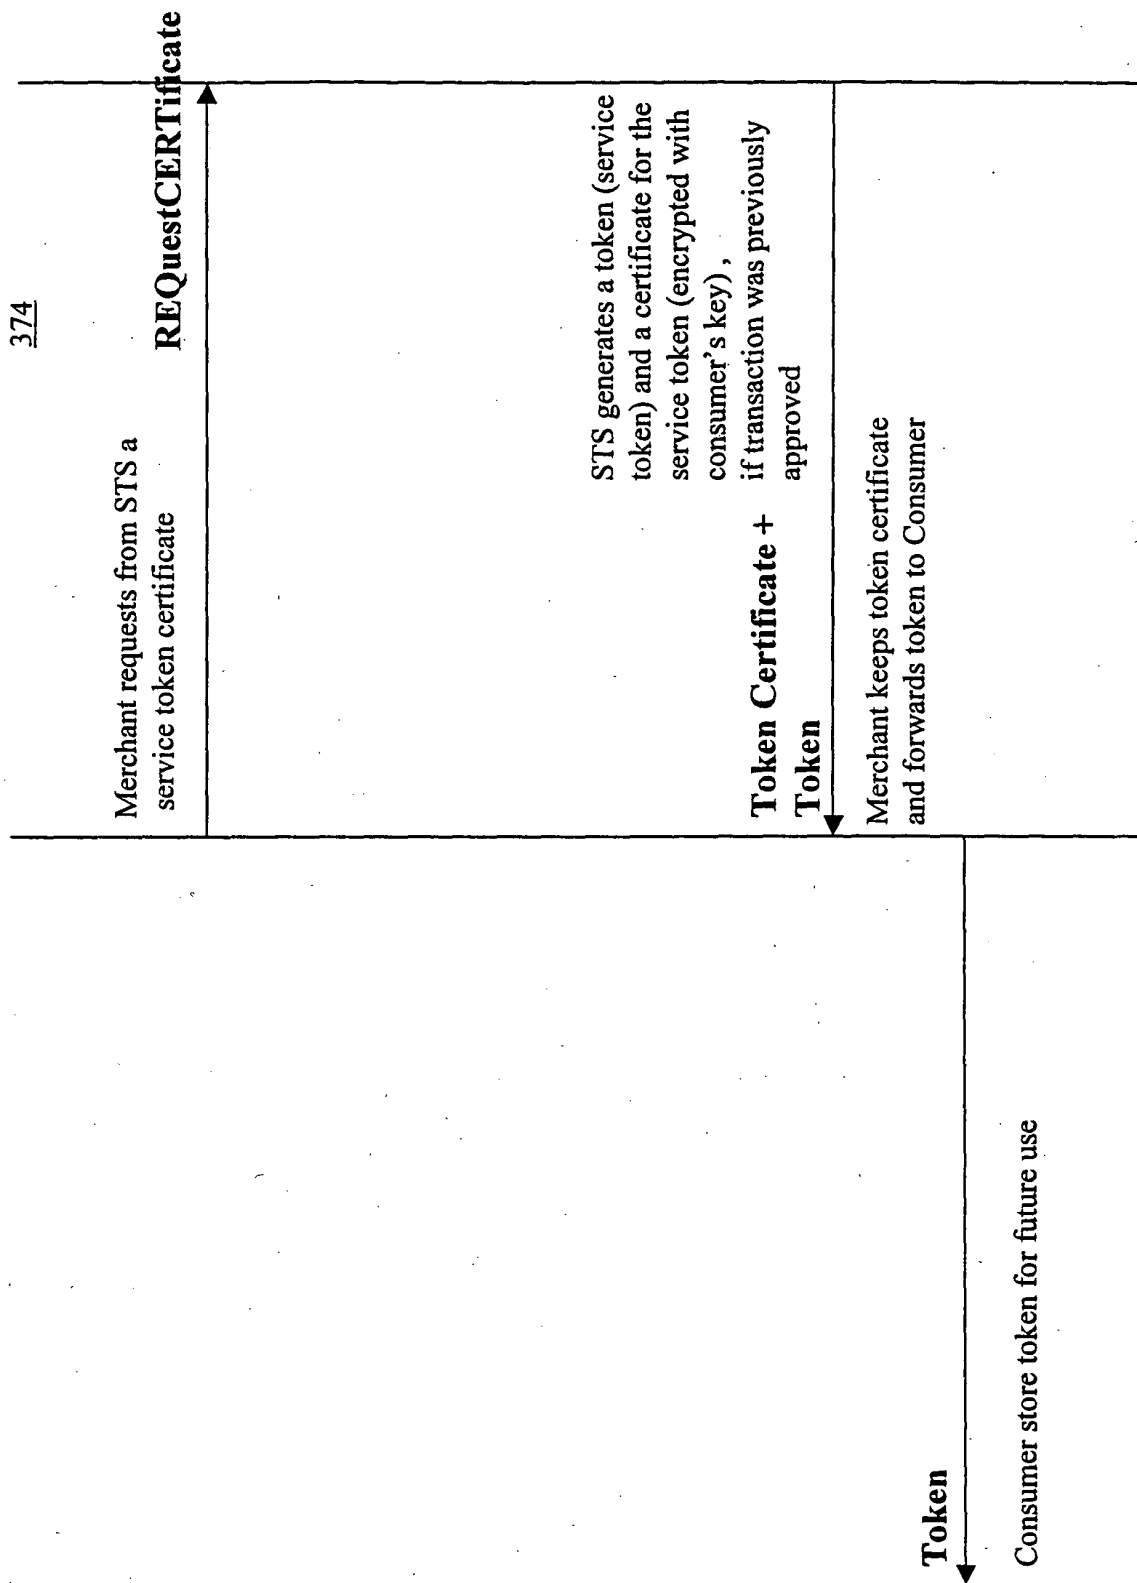 374
Merchant requests from STS a
service token certificate
REQuestCERTificate
STS generates a token (service
token) and a certificate for the
service token (encrypted with
consumer's key) ,
if transaction was previously
approved
Token Certificate +
Token
Merchant keeps token certificate
and forwards token to Consumer
Token
Consumer store token for future use